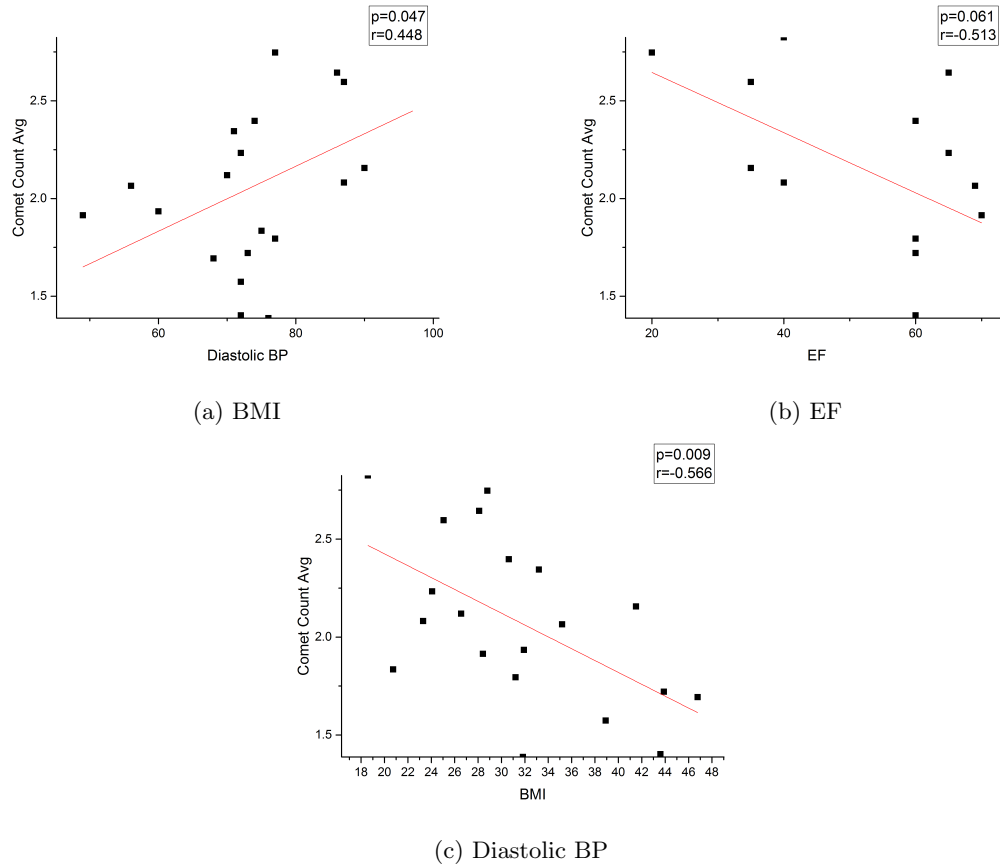 p=0.047
r=0.448
Comet Count Avg
2.5
2.0
1.5
60 80 100
Diastolic BP
(a) BMI
p=0.061
r=-0.513
Comet Count Avg
2.5
2.0
1.5
20 40 60
EF
(b) EF
p=0.009
r=-0.566
Comet Count Avg
2.5
2.0
1.5
18 20 22 24 26 28 30 32 34 36 38 40 42 44 46 48
BMI
(c) Diastolic BP